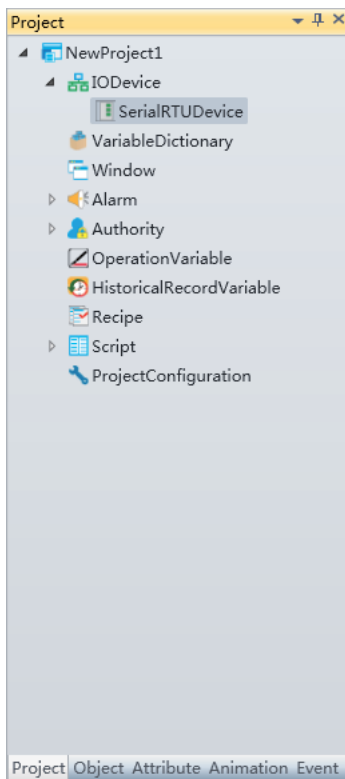 Project
NewProject1
IODevice
SerialRTUDevice
VariableDictionary
Window
Alarm
Authority
OperationVariable
HistoricalRecordVariable
Recipe
Script
ProjectConfiguration
Project Object Attribute Animation Event